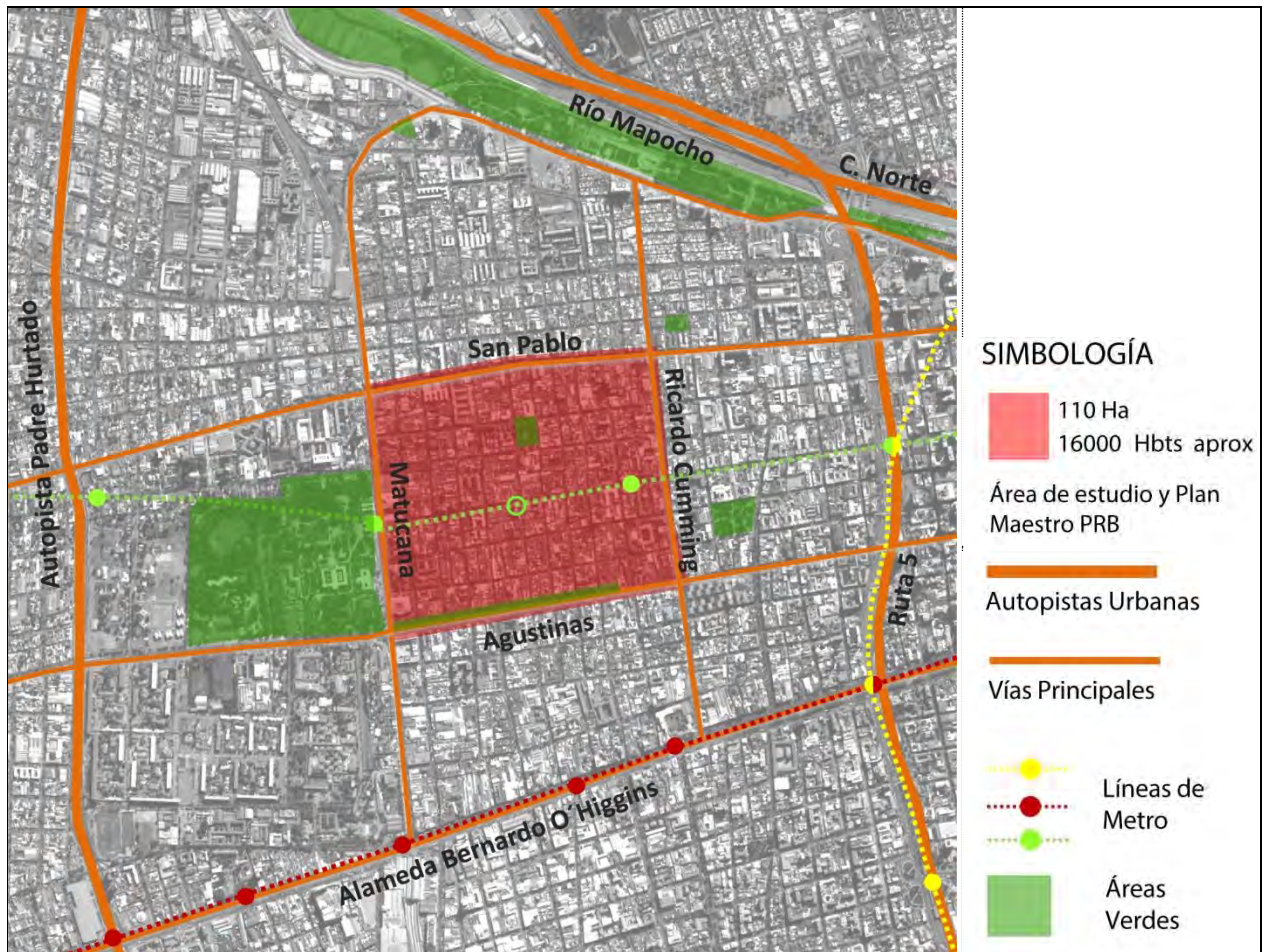 Río Mapocho
C. Norte
Autopista Padre Hurtado
San Pablo
Ricardo Cumming
Matucana
Agustinas
Ruta 5
Alameda Bernardo O´Higgins
SIMBOLOGÍA
110 Ha
16000 Hbts aprox
Área de estudio y Plan
Maestro PRB
Autopistas Urbanas
Vías Principales
Líneas de
Metro
Áreas
Verdes